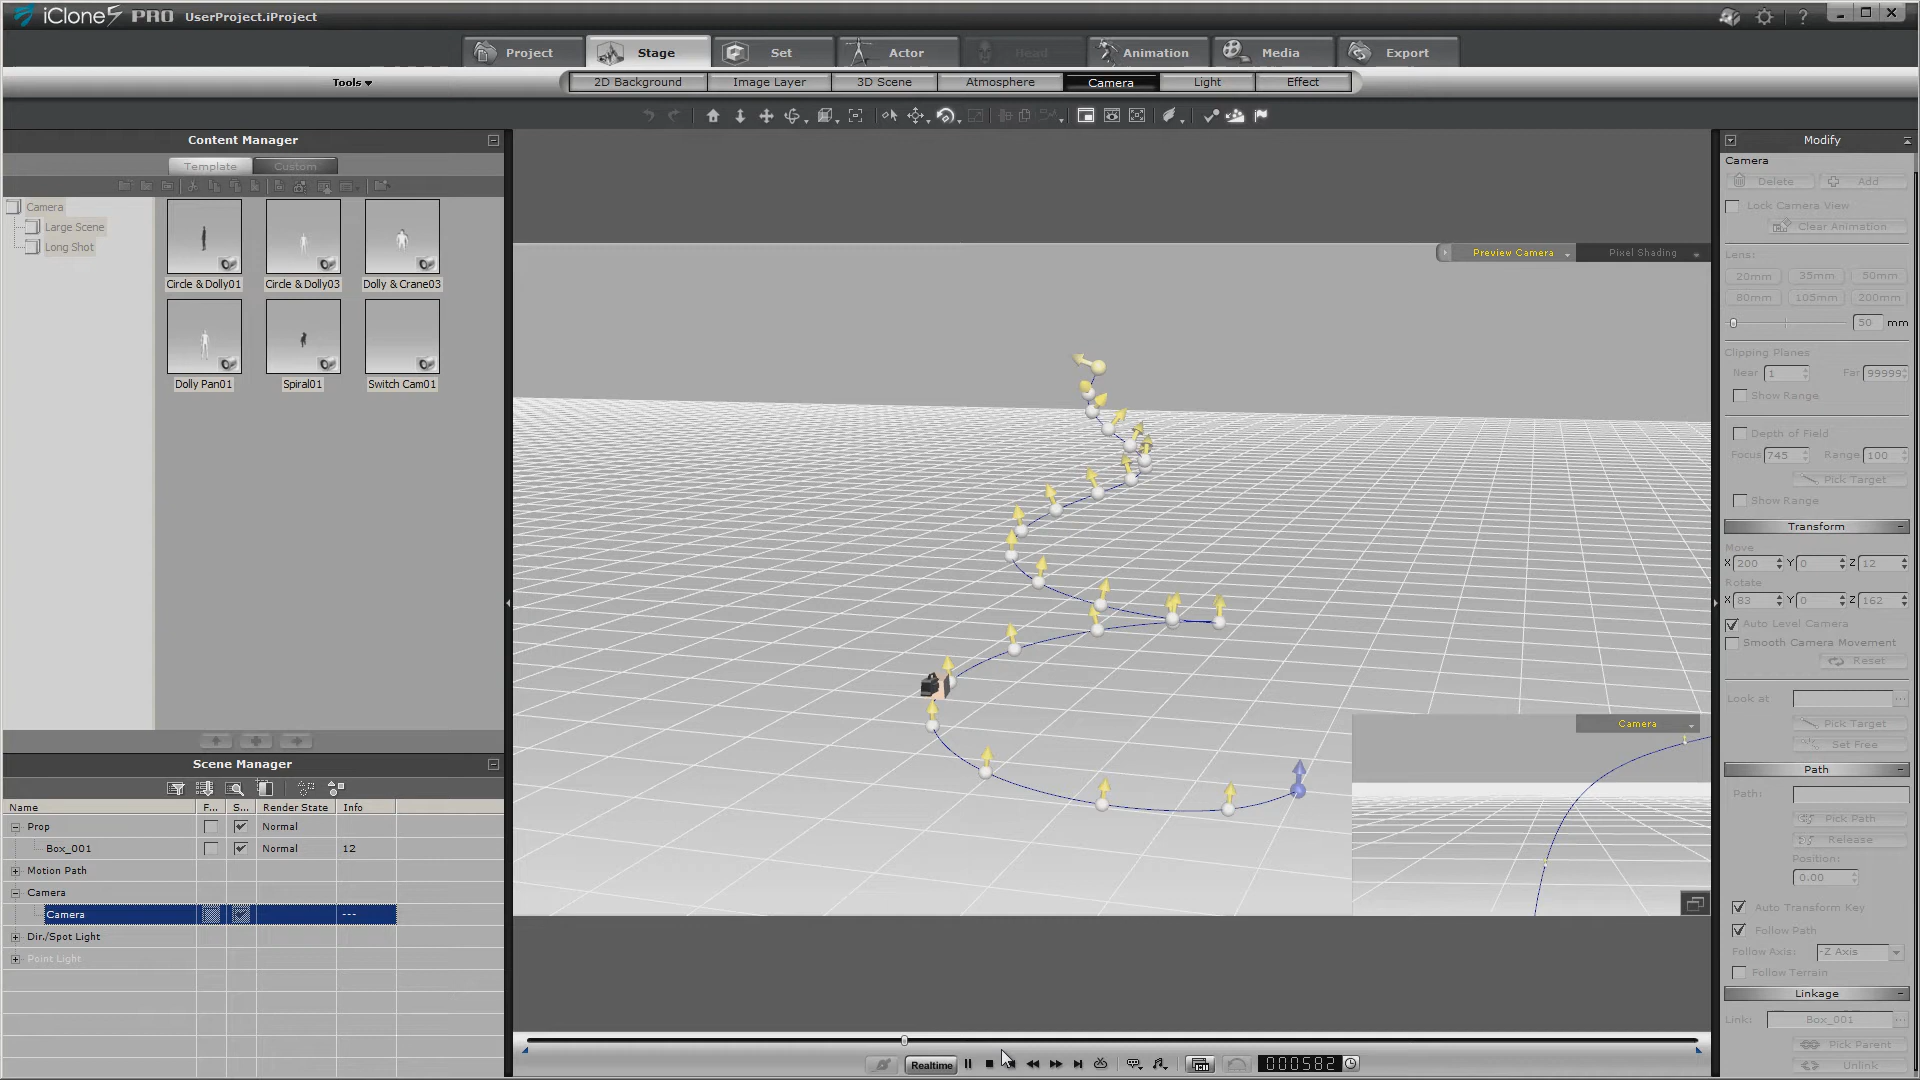 iClone5 PRO UserProject.iProject
Project Stage Set Actor Head Animation Media Export
Tools
2D Background Image Layer 3D Scene Atmosphere Camera Light Effect
Content Manager
Template Custom
Camera
Large Scene
Long Shot
Circle & Dolly01 Circle & Dolly03 Dolly & Crane03
Dolly Pan01 Spiral01 Switch Cam01
Scene Manager
Name F... S... Render State Info
Prop Normal
Box_001 Normal 12
Motion Path
Camera
Camera ---
Dir./Spot Light
Point Light
Preview Camera Pixel Shading
Camera
Realtime 000582
Modify
Camera
Delete Add
Lock Camera View
Clear Animation
Lens:
20mm 35mm 50mm
80mm 105mm 200mm
50 mm
Clipping Planes
Near 1 Far 99999
Show Range
Depth of Field
Focus 745 Range 100
Pick Target
Show Range
Transform
Move
X 200 Y 0 Z 12
Rotate
X 83 Y 0 Z 162
Auto Level Camera
Smooth Camera Movement
Reset
Look at ...
Pick Target
Set Free
Path
Path:
Pick Path
Release
Position:
0.00
Auto Transform Key
Follow Path
Follow Axis: -Z Axis
Follow Terrain
Linkage
Link: Box_001 ...
Pick Parent
Unlink